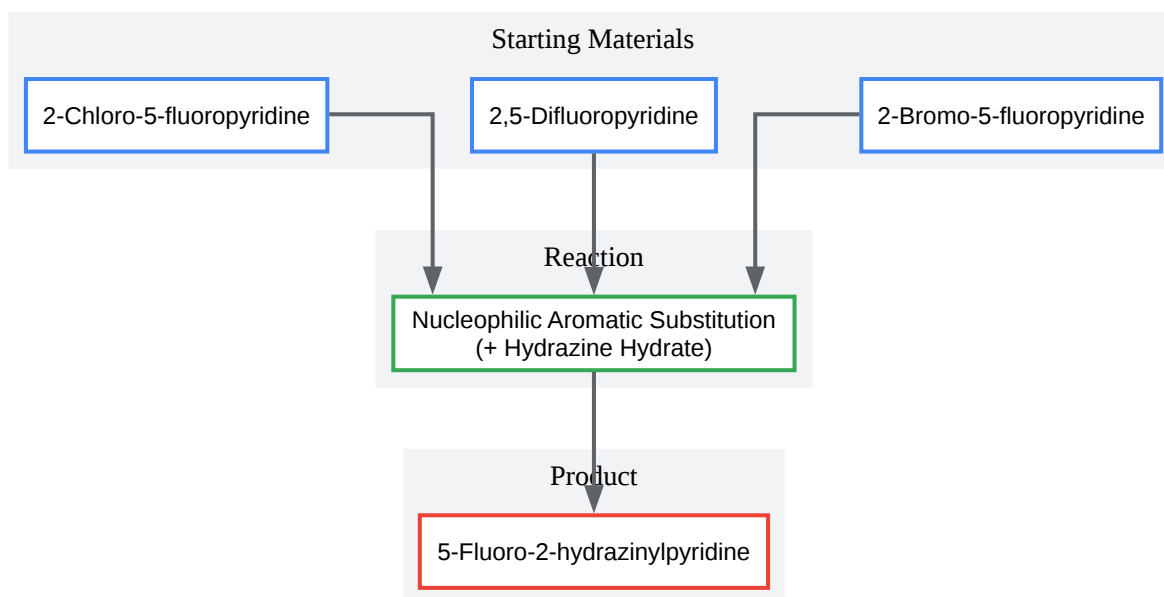 Starting Materials
2-Chloro-5-fluoropyridine
2,5-Difluoropyridine
2-Bromo-5-fluoropyridine
Reaction
Nucleophilic Aromatic Substitution
(+ Hydrazine Hydrate)
Product
5-Fluoro-2-hydrazinylpyridine